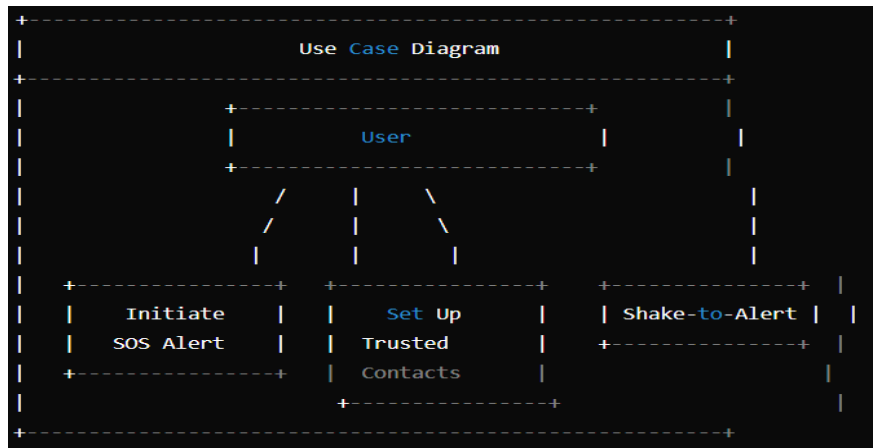 Use Case Diagram
User
Initiate Set Up Shake-to-Alert
SOS Alert Trusted
Contacts